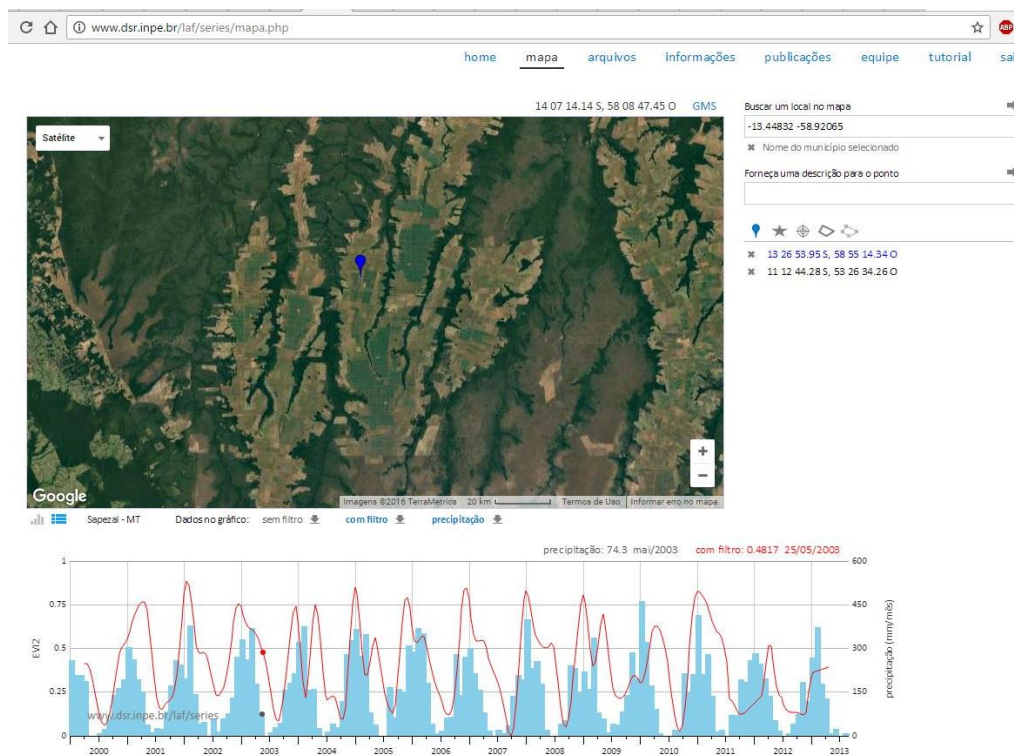 www.dsr.inpe.br/laf/series/mapa.php
ABP
home mapa arquivos informações publicações equipe tutorial
14 07 14.14 S, 58 08 47.45 O GMS
Buscar um local no mapa
Satélite
-13.44832 -58.92065
Nome do município selecionado
Forneça uma descrição para o ponto
13 26 53.95 S, 58 55 14.34 O
11 12 44.28 S, 53 26 34.26 O
+
−
Google
Imagens ©2016 TerraMetrics 20 km Termos de Uso Informar erro no mapa
Sapezal - MT Dados no gráfico: sem filtro com filtro precipitação
precipitação: 74.3 mai/2003 com filtro: 0.4817 25/05/2003
1 600
0.75 450
0.5 300
0.25 150
0 0
EVI2
precipitação (mm/mês)
www.dsr.inpe.br/laf/series
2000 2001 2002 2003 2004 2005 2006 2007 2008 2009 2010 2011 2012 2013